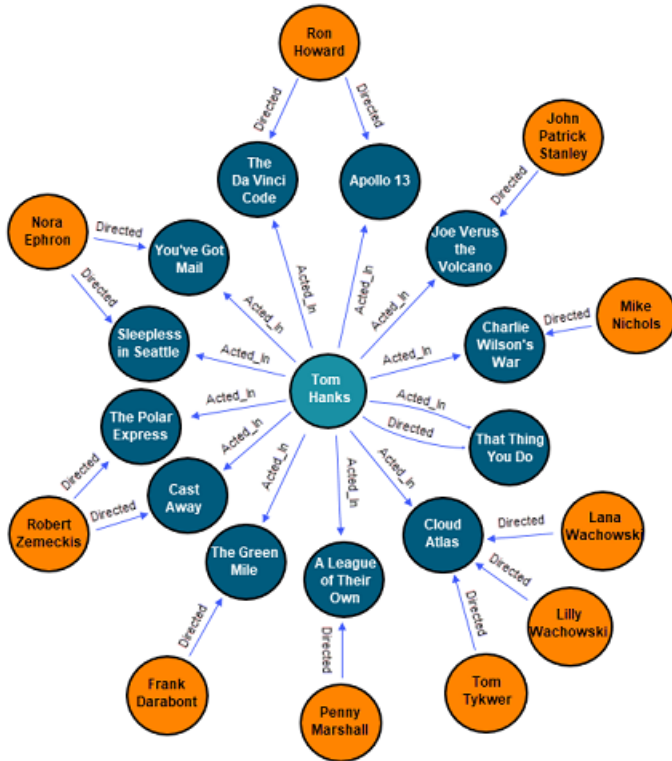 Ron
Howard
Directed
Directed
John
Patrick
Stanley
Directed
The
Da Vinci
Code
Apollo 13
Nora
Ephron
Directed
Directed
You've Got
Mail
Joe Verus
the
Volcano
Acted_In
Acted_In
Acted_In
Acted_In
Mike
Nichols
Directed
Sleepless
in Seattle
Acted_In
Charlie
Wilson's
War
Acted_In
Tom
Hanks
The Polar
Express
Acted_In
Acted_In
Directed
That Thing
You Do
Directed
Directed
Robert
Zemeckis
Cast
Away
Acted_In
Acted_In
Acted_In
Acted_In
The Green
Mile
A League
of Their
Own
Cloud
Atlas
Directed
Lana
Wachowski
Directed
Lilly
Wachowski
Directed
Directed
Directed
Frank
Darabont
Penny
Marshall
Tom
Tykwer